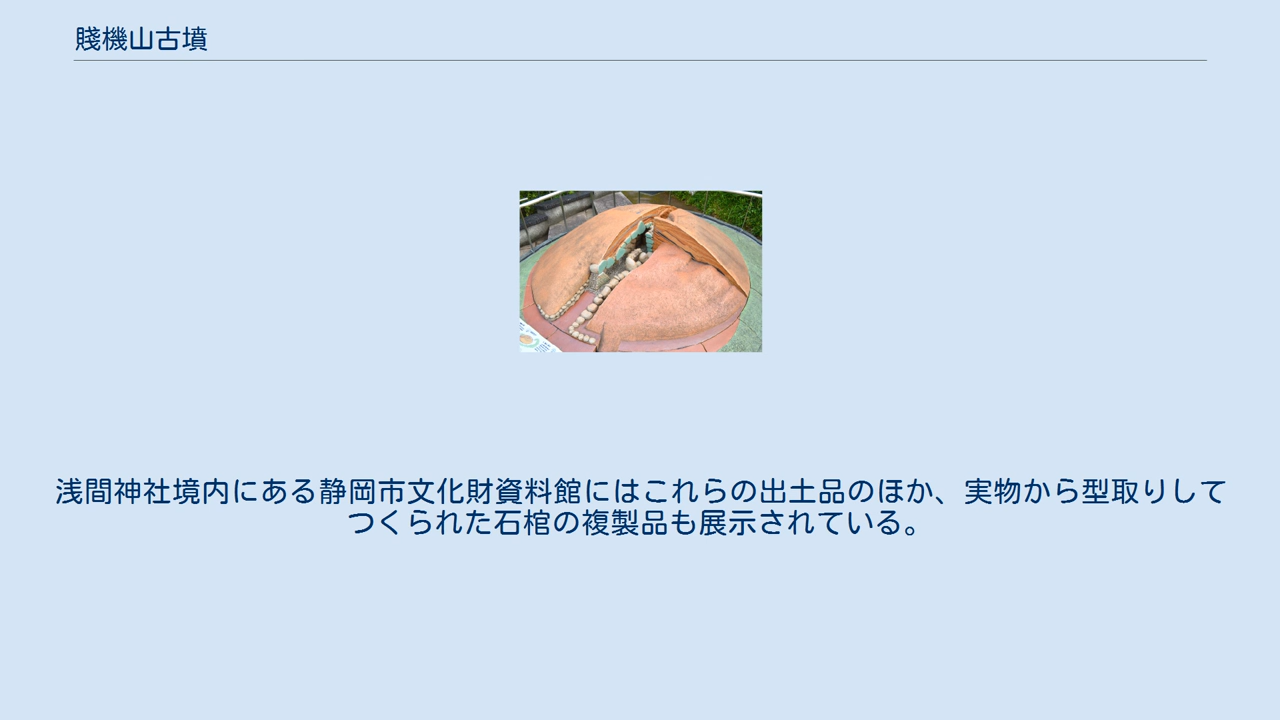 賤機山古墳
浅間神社境内にある静岡市文化財資料館にはこれらの出土品のほか、実物から型取りして
つくられた石棺の複製品も展示されている。